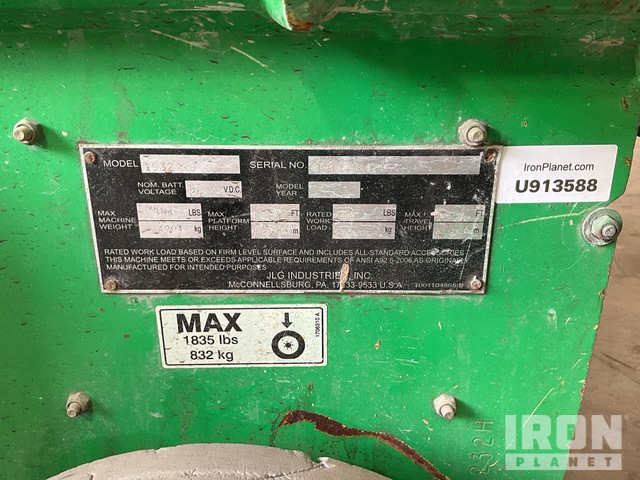 MODEL
SERIAL NO.
NOM. BATT. VOLTAGE
V.D.C.
MODEL YEAR
MAX MACHINE WEIGHT
LBS
kg
MAX PLATFORM HEIGHT
FT
m
RATED WORK LOAD
MAX
TRAVEL
HEIGHT
FT
m
RATED WORK LOAD BASED ON FIRM LEVEL SURFACE AND INCLUDES ALL STANDARD ACCESSORIES
THIS MACHINE MEETS OR EXCEEDS APPLICABLE REQUIREMENTS OF ANSI A92.6-2006 AS ORIGINALLY
MANUFACTURED FOR INTENDED PURPOSES.
JLG INDUSTRIES, INC.
McCONNELLSBURG, PA. 17233-9533 U.S.A.
1001104865-B
IronPlanet.com
U913588
MAX
1835 lbs
832 kg
1706310 A
232H
IRON
PLANET